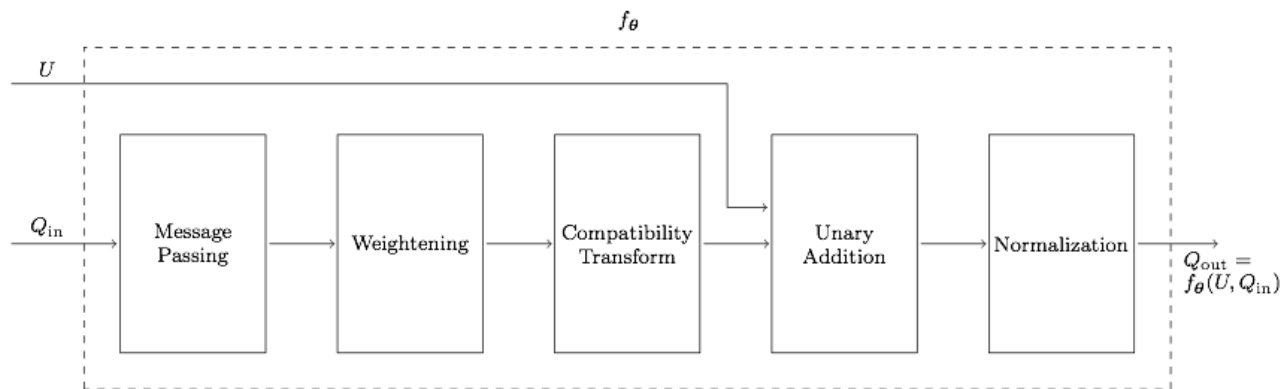 f_θ
U
Q_in
Message
Passing
Weightening
Compatibility
Transform
Unary
Addition
Normalization
Q_out =
f_θ(U, Q_in)